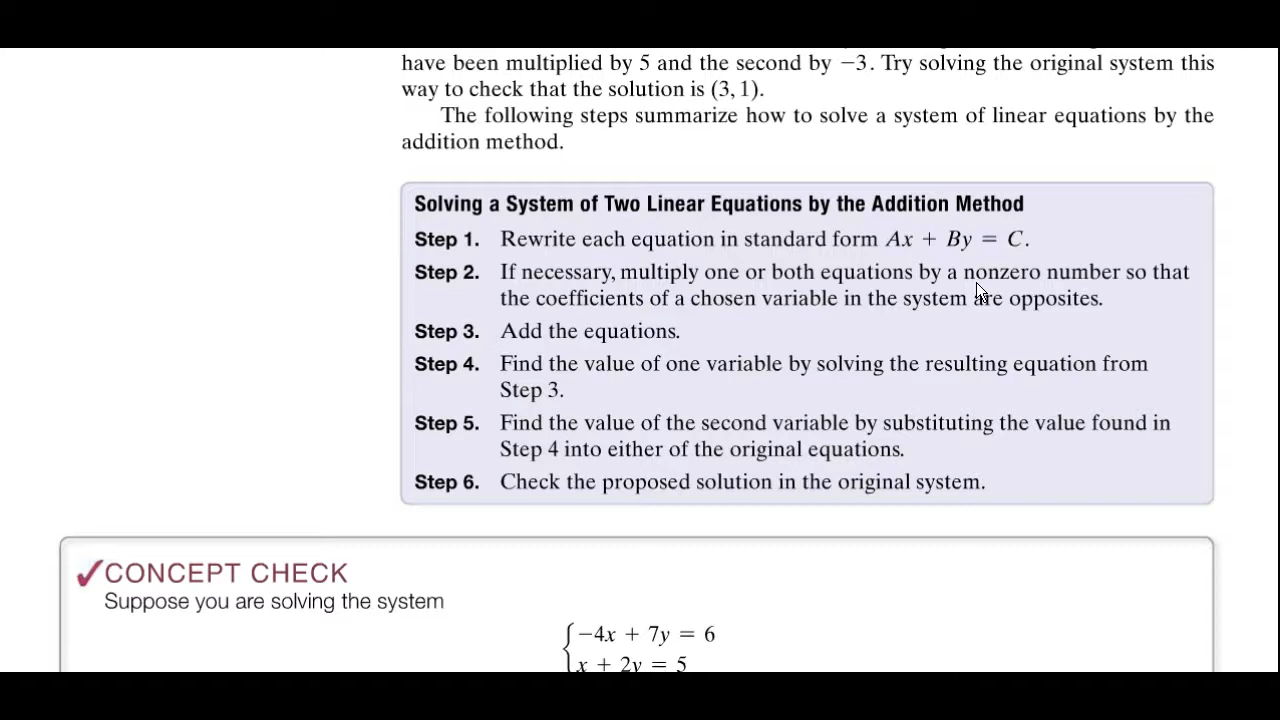 have been multiplied by 5 and the second by −3. Try solving the original system this
way to check that the solution is (3, 1).
The following steps summarize how to solve a system of linear equations by the
addition method.
Solving a System of Two Linear Equations by the Addition Method
Step 1. Rewrite each equation in standard form Ax + By = C.
Step 2. If necessary, multiply one or both equations by a nonzero number so that
the coefficients of a chosen variable in the system are opposites.
Step 3. Add the equations.
Step 4. Find the value of one variable by solving the resulting equation from
Step 3.
Step 5. Find the value of the second variable by substituting the value found in
Step 4 into either of the original equations.
Step 6. Check the proposed solution in the original system.
✓CONCEPT CHECK
Suppose you are solving the system
−4x + 7y = 6
x + 2y = 5